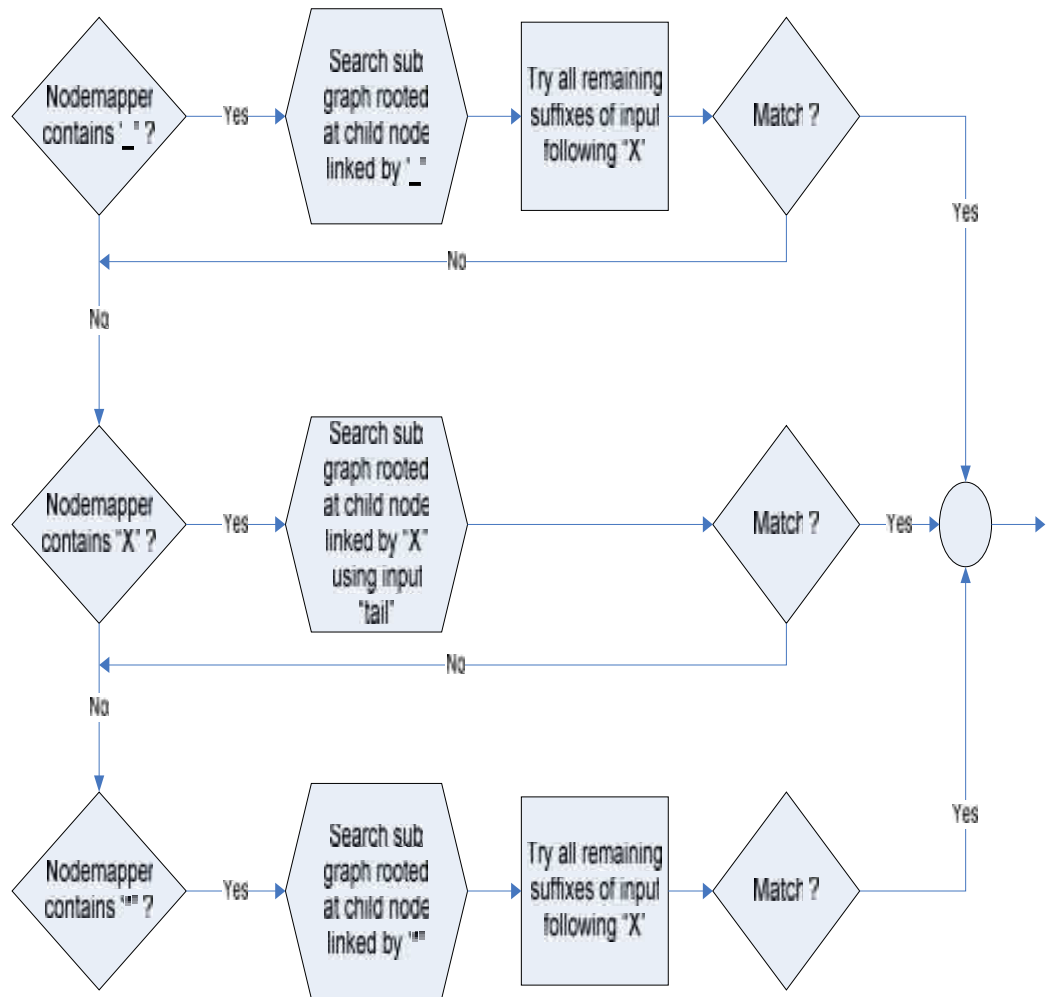 Nodemapper
contains "_" ?
Yes
Search sub
graph rooted
at child node
linked by "_"
Try all remaining
suffixes of input
following "X"
Match ?
Yes
No
No
Nodemapper
contains "X" ?
Yes
Search sub
graph rooted
at child node
linked by "X"
using input
"tail"
Match ?
Yes
No
No
Nodemapper
contains "*" ?
Yes
Search sub
graph rooted
at child node
linked by "*"
Try all remaining
suffixes of input
following "X"
Match ?
Yes